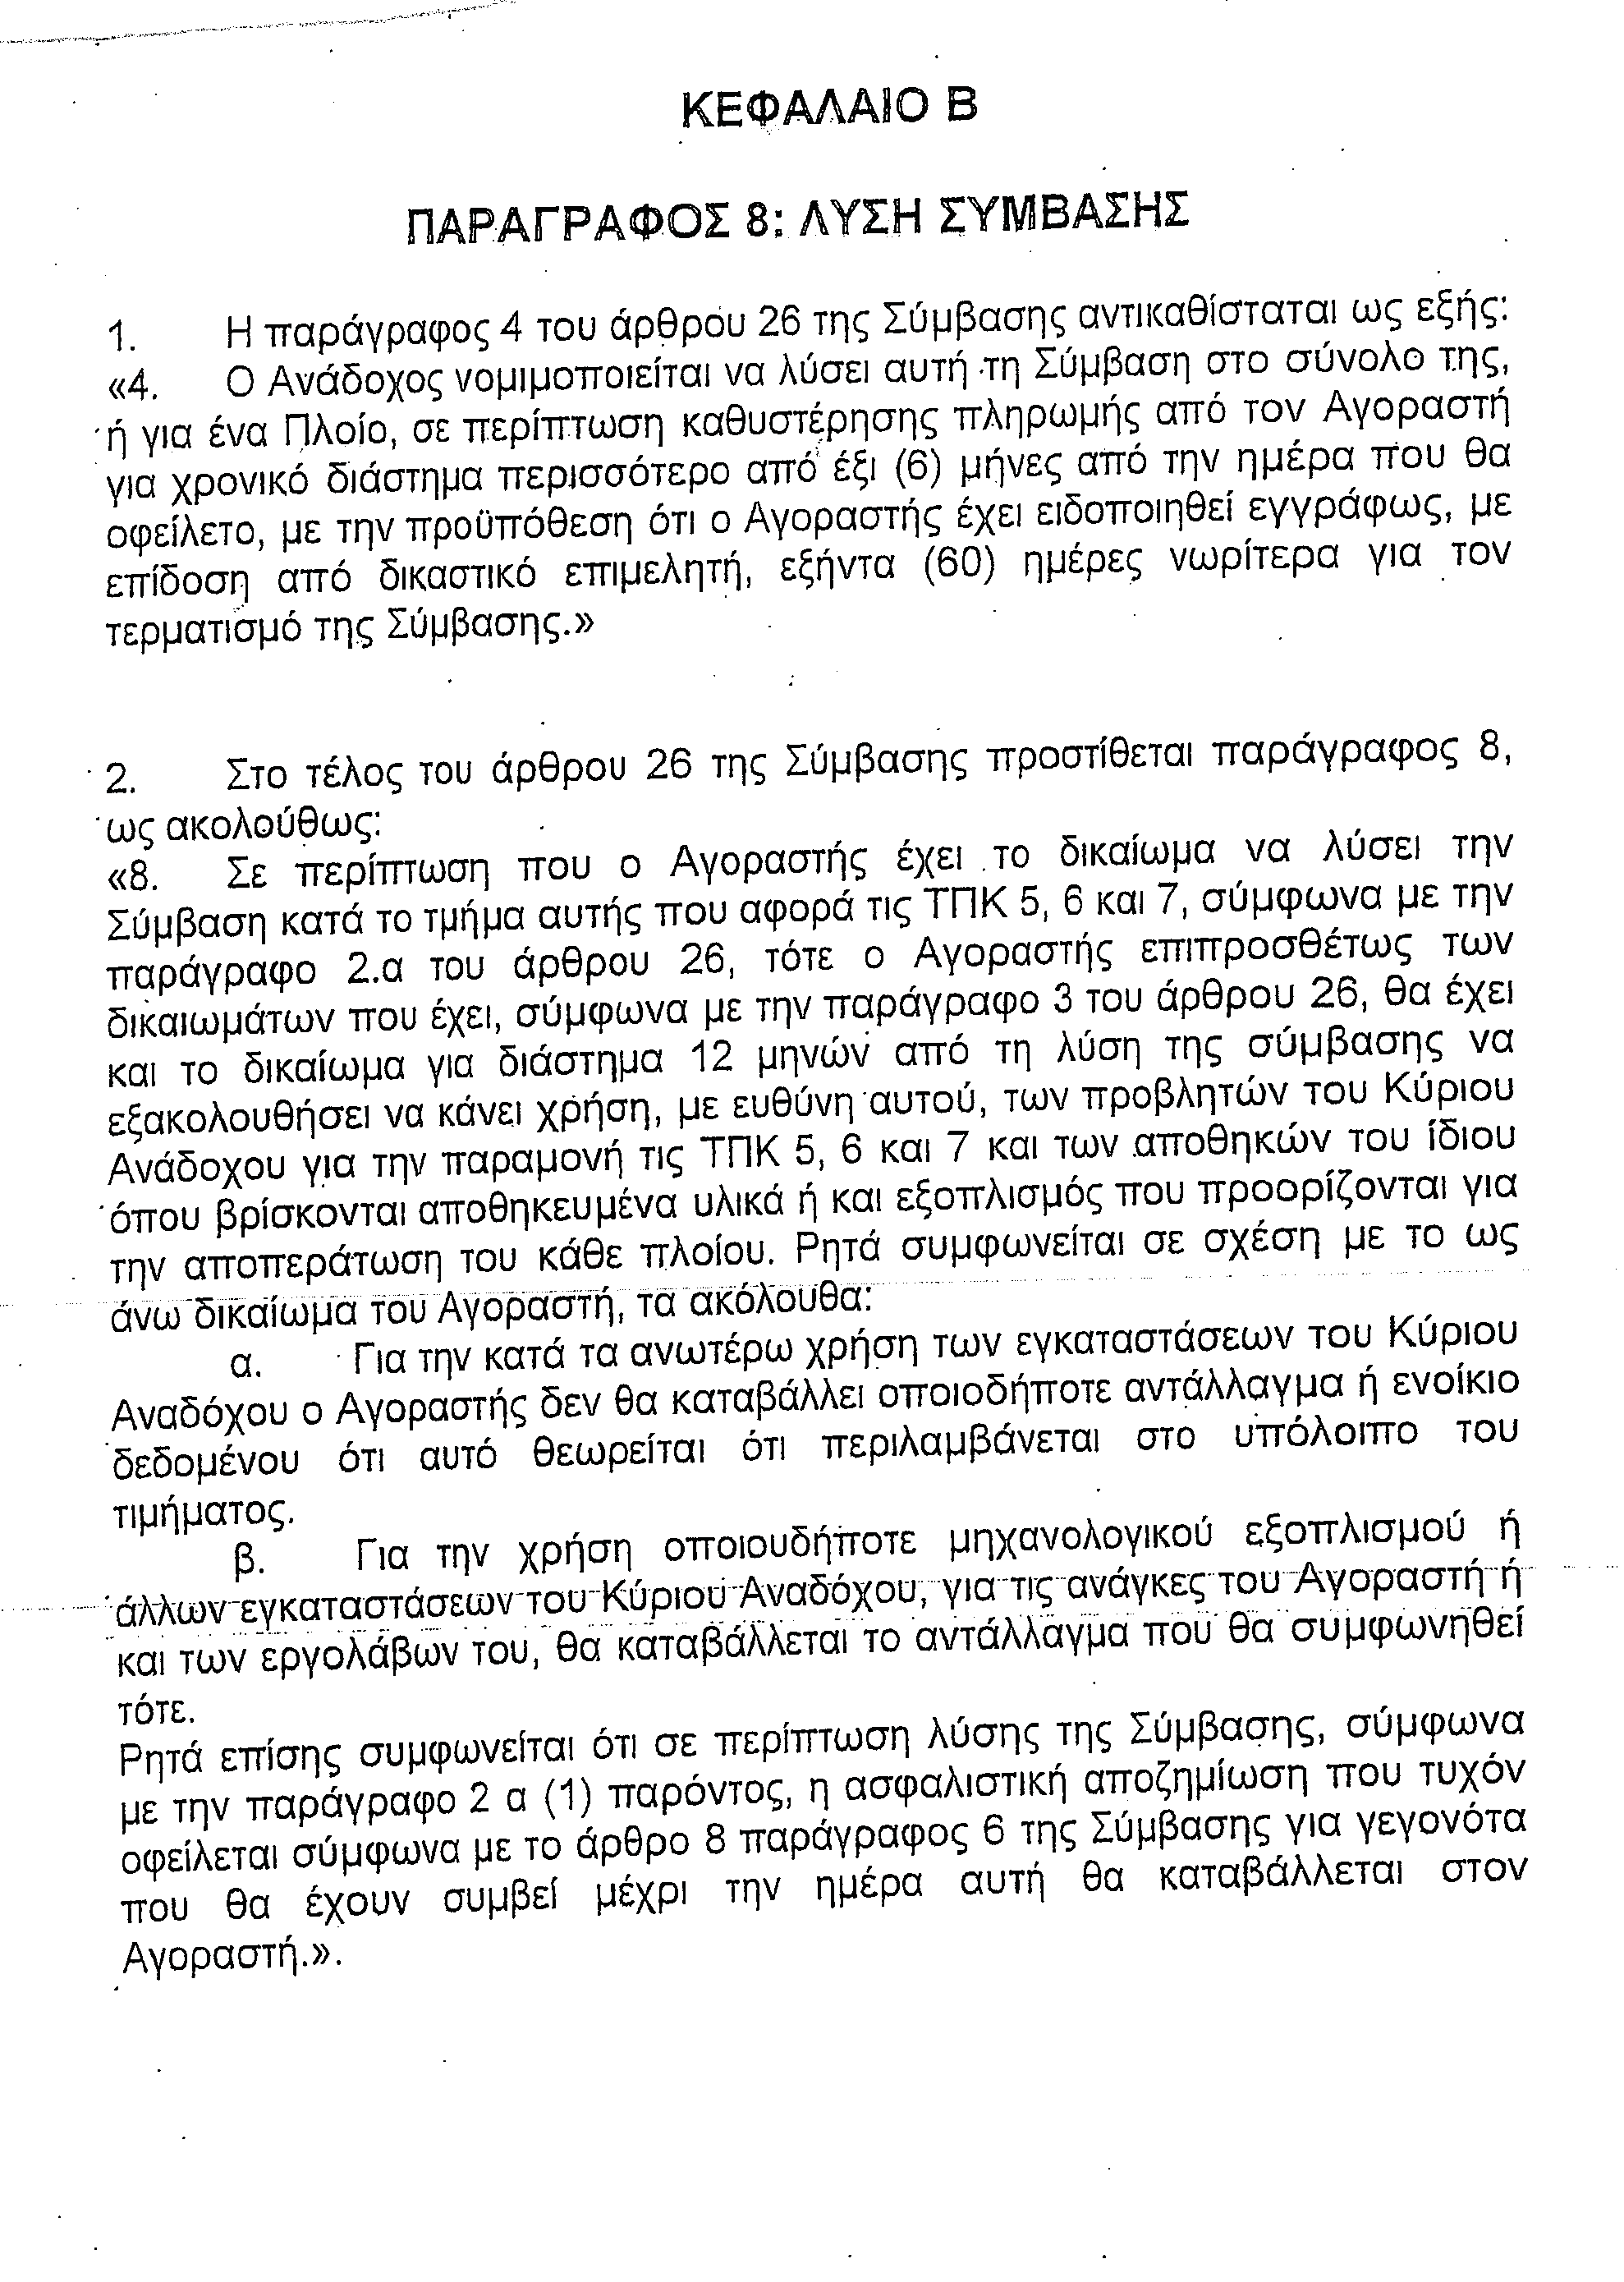 ΚΕΦΑΛΑΙΟ Β
ΠΑΡΑΓΡΑΦΟΣ 8: ΛΥΣΗ ΣΥΜΒΑΣΗΣ
1. Η παράγραφος 4 του άρθρου 26 της Σύμβασης αντικαθίσταται ως εξής:
«4. Ο Ανάδοχος νομιμοποιείται να λύσει αυτή τη Σύμβαση στο σύνολο της,
ή για ένα Πλοίο, σε περίπτωση καθυστέρησης πληρωμής από τον Αγοραστή
για χρονικό διάστημα περισσότερο από έξι (6) μήνες από την ημέρα που θα
οφείλετο, με την προϋπόθεση ότι ο Αγοραστής έχει ειδοποιηθεί εγγράφως, με
επίδοση από δικαστικό επιμελητή, εξήντα (60) ημέρες νωρίτερα για τον
τερματισμό της Σύμβασης.»
2. Στο τέλος του άρθρου 26 της Σύμβασης προστίθεται παράγραφος 8,
ως ακολούθως:
«8. Σε περίπτωση που ο Αγοραστής έχει το δικαίωμα να λύσει την
Σύμβαση κατά το τμήμα αυτής που αφορά τις ΤΠΚ 5, 6 και 7, σύμφωνα με την
παράγραφο 2.α του άρθρου 26, τότε ο Αγοραστής επιπροσθέτως των
δικαιωμάτων που έχει, σύμφωνα με την παράγραφο 3 του άρθρου 26, θα έχει
και το δικαίωμα για διάστημα 12 μηνών από τη λύση της σύμβασης να
εξακολουθήσει να κάνει χρήση, με ευθύνη αυτού, των προβλητών του Κύριου
Ανάδοχου για την παραμονή τις ΤΠΚ 5, 6 και 7 και των αποθηκών του ίδιου
όπου βρίσκονται αποθηκευμένα υλικά ή και εξοπλισμός που προορίζονται για
την αποπεράτωση του κάθε πλοίου. Ρητά συμφωνείται σε σχέση με το ως
άνω δικαίωμα του Αγοραστή, τα ακόλουθα:
α. Για την κατά τα ανωτέρω χρήση των εγκαταστάσεων του Κύριου
Αναδόχου ο Αγοραστής δεν θα καταβάλλει οποιοδήποτε αντάλλαγμα ή ενοίκιο
δεδομένου ότι αυτό θεωρείται ότι περιλαμβάνεται στο υπόλοιπο του
τιμήματος.
β. Για την χρήση οποιουδήποτε μηχανολογικού εξοπλισμού ή
άλλων εγκαταστάσεων του Κύριου Αναδόχου, για τις ανάγκες του Αγοραστή ή
και των εργολάβων του, θα καταβάλλεται το αντάλλαγμα που θα συμφωνηθεί
τότε.
Ρητά επίσης συμφωνείται ότι σε περίπτωση λύσης της Σύμβασης, σύμφωνα
με την παράγραφο 2 α (1) παρόντος, η ασφαλιστική αποζημίωση που τυχόν
οφείλεται σύμφωνα με το άρθρο 8 παράγραφος 6 της Σύμβασης για γεγονότα
που θα έχουν συμβεί μέχρι την ημέρα αυτή θα καταβάλλεται στον
Αγοραστή.».